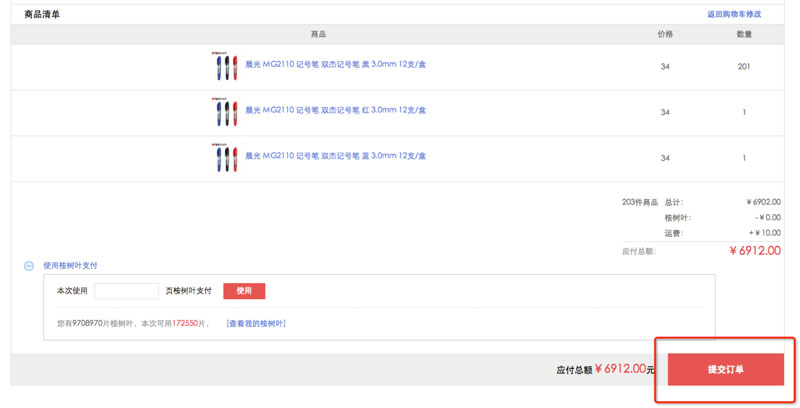 商品清单 返回购物车修改
商品 价格 数量
晨光 MG2110 记号笔 双杰记号笔 黑 3.0mm 12支/盒 34 201
晨光 MG2110 记号笔 双杰记号笔 红 3.0mm 12支/盒 34 1
晨光 MG2110 记号笔 双杰记号笔 蓝 3.0mm 12支/盒 34 1
203件商品 总计： ￥6902.00
桉树叶： -￥0.00
运费： +￥10.00
应付总额： ￥6912.00
使用桉树叶支付
本次使用 页桉树叶支付 使用
您有9708970片桉树叶，本次可用172550片， [查看我的桉树叶]
应付总额￥6912.00元 提交订单